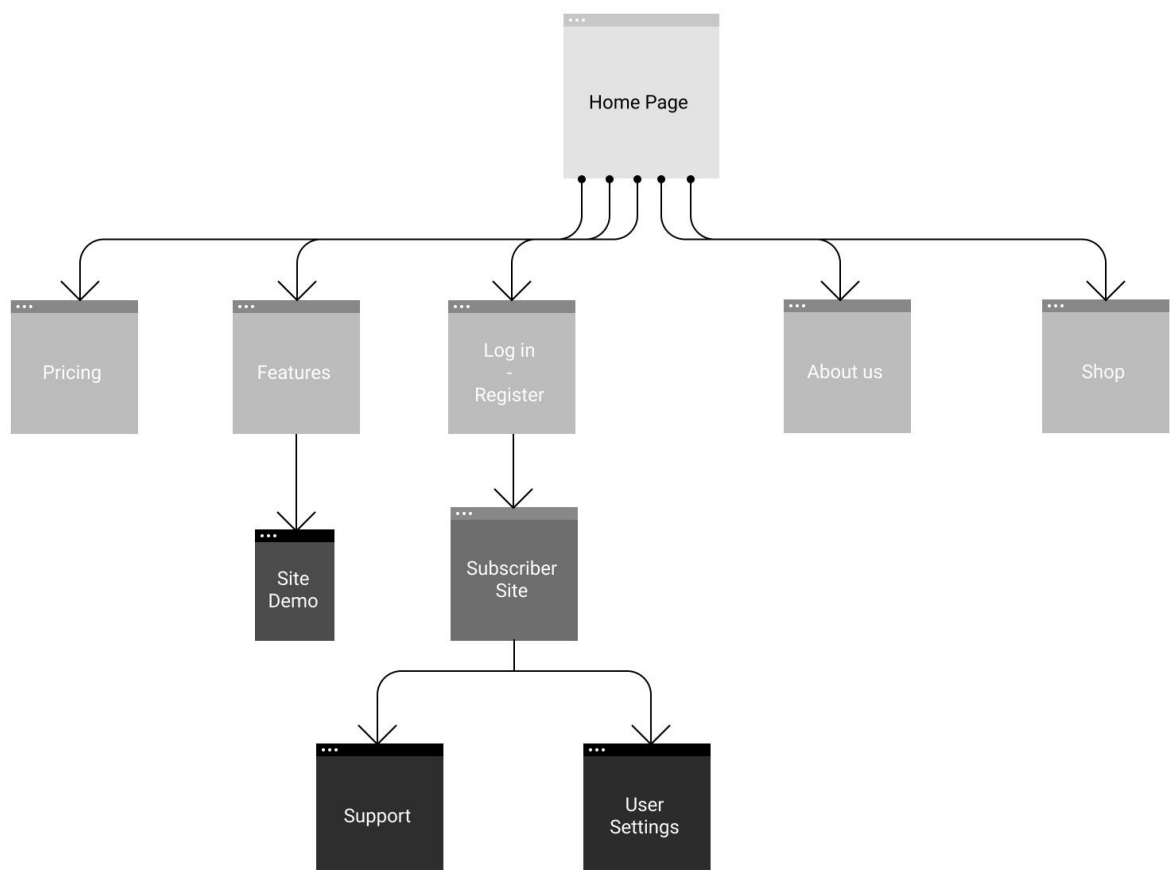 Home Page
Pricing
Features
Log in
-
Register
About us
Shop
Site
Demo
Subscriber
Site
Support
User
Settings